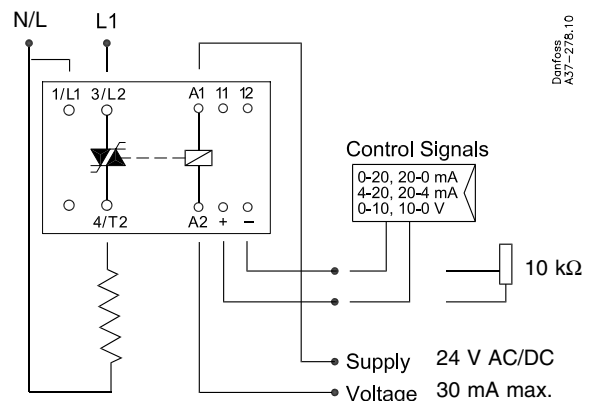 N/L L1
Danfoss
A37-278.10
1/L1 3/L2 A1 11 12
4/T2 A2 + −
Control Signals
0-20, 20-0 mA
4-20, 20-4 mA
0-10, 10-0 V
10 kΩ
Supply 24 V AC/DC
Voltage 30 mA max.